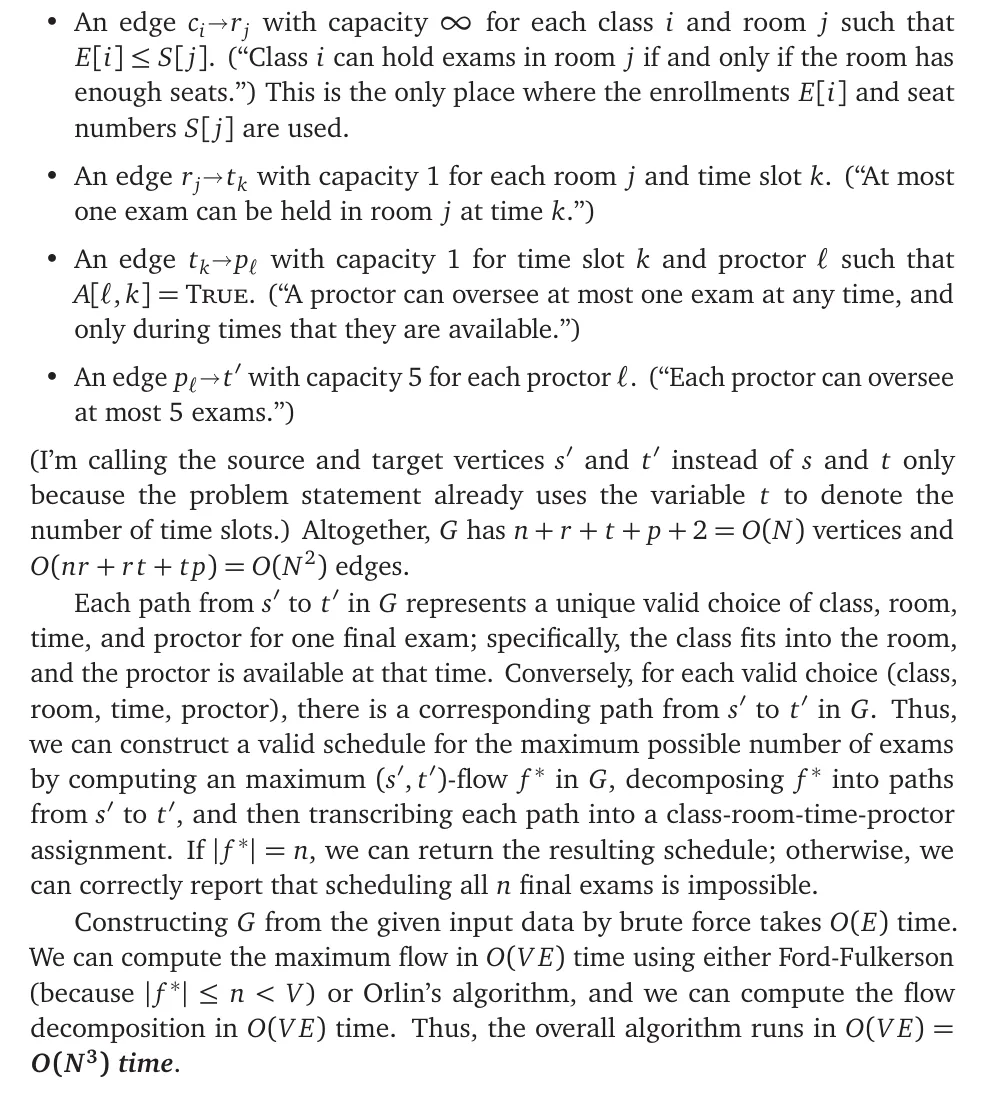 • An edge cᵢ→rⱼ with capacity ∞ for each class i and room j such that
E[i] ≤ S[j]. (“Class i can hold exams in room j if and only if the room has
enough seats.”) This is the only place where the enrollments E[i] and seat
numbers S[j] are used.
• An edge rⱼ→tₖ with capacity 1 for each room j and time slot k. (“At most
one exam can be held in room j at time k.”)
• An edge tₖ→p_ℓ with capacity 1 for time slot k and proctor ℓ such that
A[ℓ, k] = TRUE. (“A proctor can oversee at most one exam at any time, and
only during times that they are available.”)
• An edge p_ℓ→t′ with capacity 5 for each proctor ℓ. (“Each proctor can oversee
at most 5 exams.”)
(I’m calling the source and target vertices s′ and t′ instead of s and t only
because the problem statement already uses the variable t to denote the
number of time slots.) Altogether, G has n + r + t + p + 2 = O(N) vertices and
O(nr + rt + tp) = O(N²) edges.
Each path from s′ to t′ in G represents a unique valid choice of class, room,
time, and proctor for one final exam; specifically, the class fits into the room,
and the proctor is available at that time. Conversely, for each valid choice (class,
room, time, proctor), there is a corresponding path from s′ to t′ in G. Thus,
we can construct a valid schedule for the maximum possible number of exams
by computing an maximum (s′, t′)-flow f* in G, decomposing f* into paths
from s′ to t′, and then transcribing each path into a class-room-time-proctor
assignment. If |f*| = n, we can return the resulting schedule; otherwise, we
can correctly report that scheduling all n final exams is impossible.
Constructing G from the given input data by brute force takes O(E) time.
We can compute the maximum flow in O(VE) time using either Ford-Fulkerson
(because |f*| ≤ n < V) or Orlin’s algorithm, and we can compute the flow
decomposition in O(VE) time. Thus, the overall algorithm runs in O(VE) =
O(N³) time.